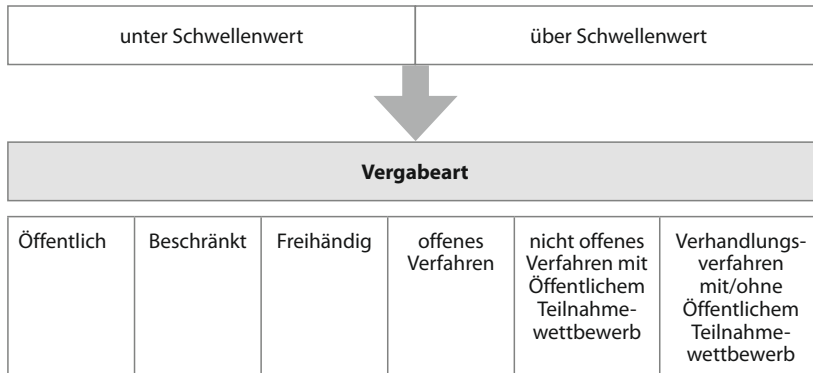 unter Schwellenwert
über Schwellenwert
Vergabeart
Öffentlich
Beschränkt
Freihändig
offenes
Verfahren
nicht offenes
Verfahren mit
Öffentlichem
Teilnahme-
wettbewerb
Verhandlungs-
verfahren
mit/ohne
Öffentlichem
Teilnahme-
wettbewerb